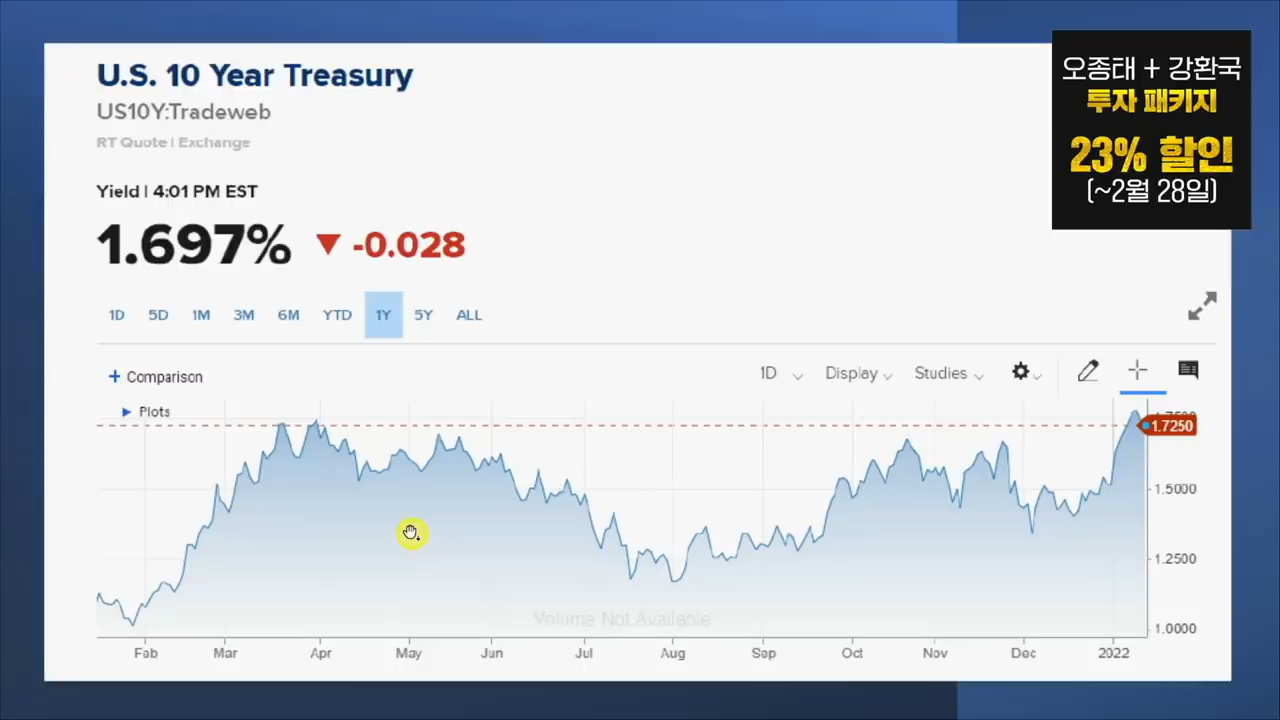 U.S. 10 Year Treasury
US10Y:Tradeweb
RT Quote | Exchange
Yield | 4:01 PM EST
1.697% ▼ -0.028
1D 5D 1M 3M 6M YTD 1Y 5Y ALL
+ Comparison
1D Display Studies
Plots
1.7500
1.7250
1.5000
1.2500
1.0000
Volume Not Available
Feb Mar Apr May Jun Jul Aug Sep Oct Nov Dec 2022
오종태 + 강환국
투자 패키지
23% 할인
(~2월 28일)